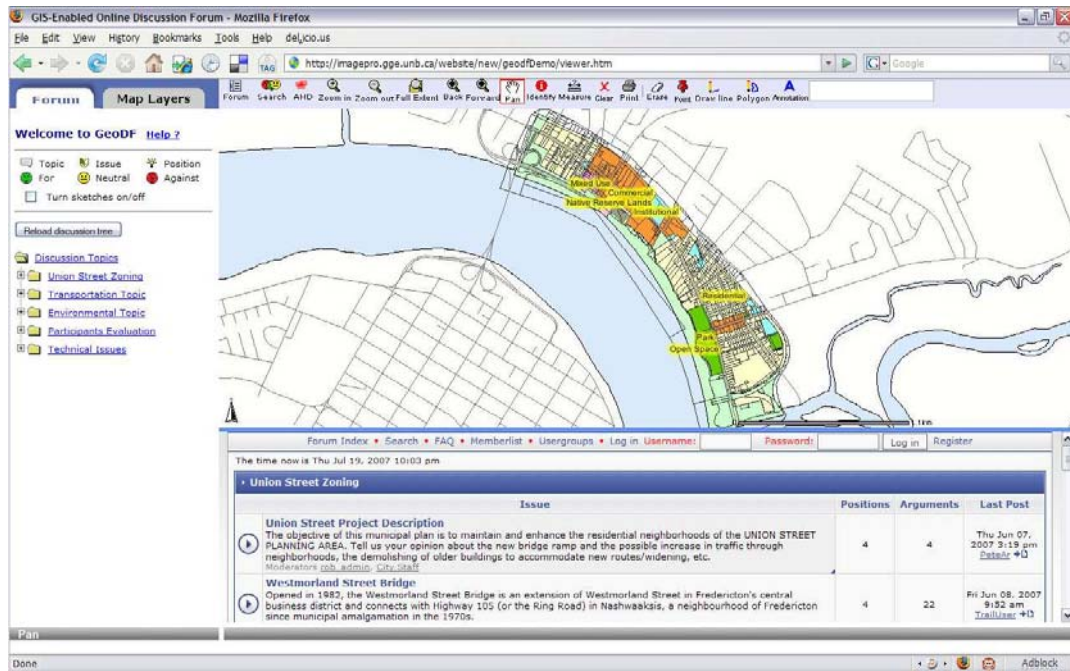 GIS-Enabled Online Discussion Forum - Mozilla Firefox
File Edit View History Bookmarks Tools Help del.icio.us
TAG
http://imagepro.gge.unb.ca/website/new/geodfDemo/viewer.htm
Google
Forum Map Layers
Forum Search AHD Zoom in Zoom out Full Extent Back Forward Pan Identify Measure Clear Print Erase Point Draw line Polygon Annotation
Welcome to GeoDF Help ?
Topic Issue Position
For Neutral Against
Turn sketches on/off
Reload discussion tree
Discussion Topics
Union Street Zoning
Transportation Topic
Environmental Topic
Participants Evaluation
Technical Issues
Mixed Use
Commercial
Native Reserve Lands
Institutional
Residential
Park
Open Space
1km
Forum Index • Search • FAQ • Memberlist • Usergroups • Log in Username: Password: Log in Register
The time now is Thu Jul 19, 2007 10:03 pm
Union Street Zoning
Issue Positions Arguments Last Post
Union Street Project Description
The objective of this municipal plan is to maintain and enhance the residential neighborhoods of the UNION STREET
PLANNING AREA. Tell us your opinion about the new bridge ramp and the possible increase in traffic through
neighborhoods, the demolishing of older buildings to accommodate new routes/widening, etc.
Moderators rob_admin, City Staff
4 4
Thu Jun 07,
2007 3:19 pm
PeteAr
Westmorland Street Bridge
Opened in 1982, the Westmorland Street Bridge is an extension of Westmorland Street in Fredericton's central
business district and connects with Highway 105 (or the Ring Road) in Nashwaaksis, a neighbourhood of Fredericton
since municipal amalgamation in the 1970s.
4 22
Fri Jun 08, 2007
9:52 am
TrailUser
Pan
Done Adblock